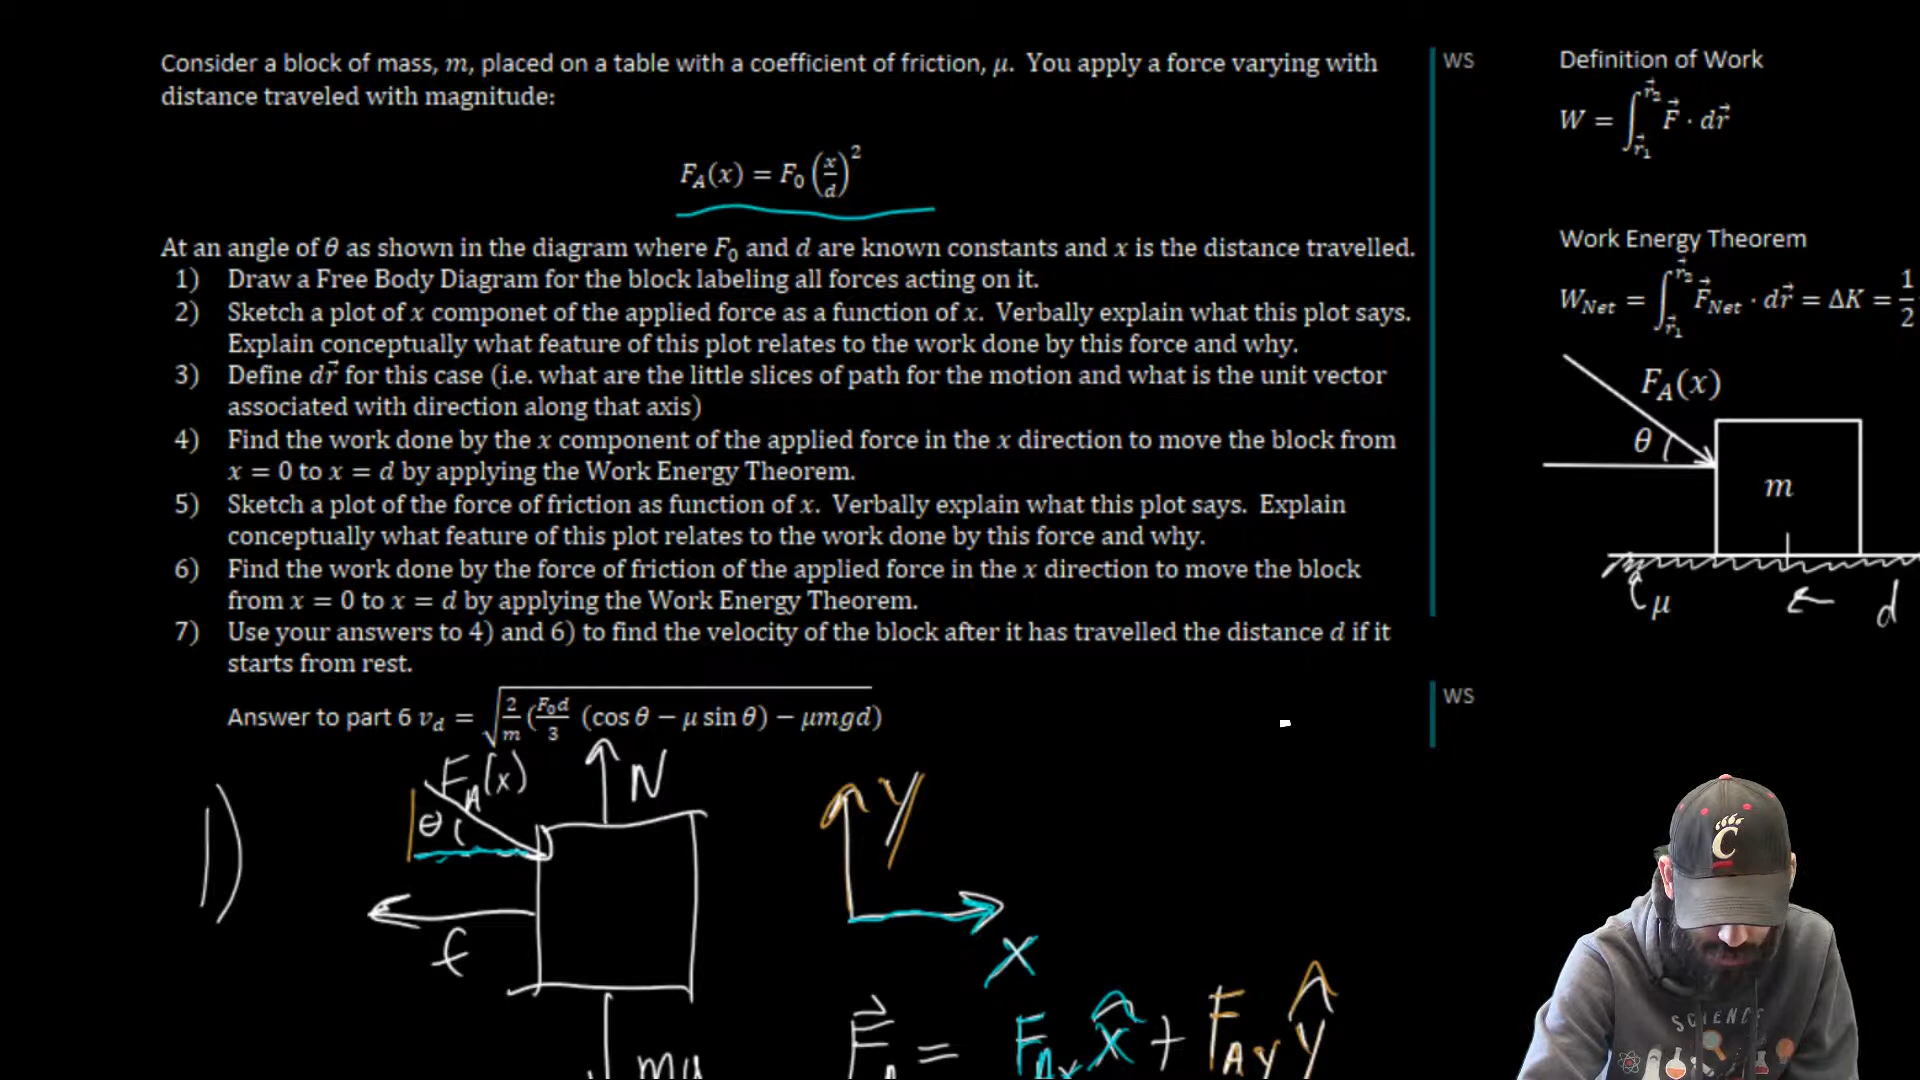 Consider a block of mass, m, placed on a table with a coefficient of friction, μ. You apply a force varying with
distance traveled with magnitude:
F_A(x) = F₀ (x/d)²
At an angle of θ as shown in the diagram where F₀ and d are known constants and x is the distance travelled.
1) Draw a Free Body Diagram for the block labeling all forces acting on it.
2) Sketch a plot of x componet of the applied force as a function of x. Verbally explain what this plot says.
Explain conceptually what feature of this plot relates to the work done by this force and why.
3) Define dr⃗ for this case (i.e. what are the little slices of path for the motion and what is the unit vector
associated with direction along that axis)
4) Find the work done by the x component of the applied force in the x direction to move the block from
x = 0 to x = d by applying the Work Energy Theorem.
5) Sketch a plot of the force of friction as function of x. Verbally explain what this plot says. Explain
conceptually what feature of this plot relates to the work done by this force and why.
6) Find the work done by the force of friction of the applied force in the x direction to move the block
from x = 0 to x = d by applying the Work Energy Theorem.
7) Use your answers to 4) and 6) to find the velocity of the block after it has travelled the distance d if it
starts from rest.
Answer to part 6 v_d = √(2/m (F₀d/3 (cos θ − μ sin θ) − μmgd)
WS
WS
Definition of Work
W = ∫_r⃗₁^r⃗₂ F⃗ · dr⃗
Work Energy Theorem
W_Net = ∫_r⃗₁^r⃗₂ F⃗_Net · dr⃗ = ΔK = 1/2
F_A(x)
θ
m
μ
d
1)
F_A(x)
θ
N
f
mg
y
x
F⃗_A = F_Ax x̂ + F_Ay ŷ
C
SCIENCE